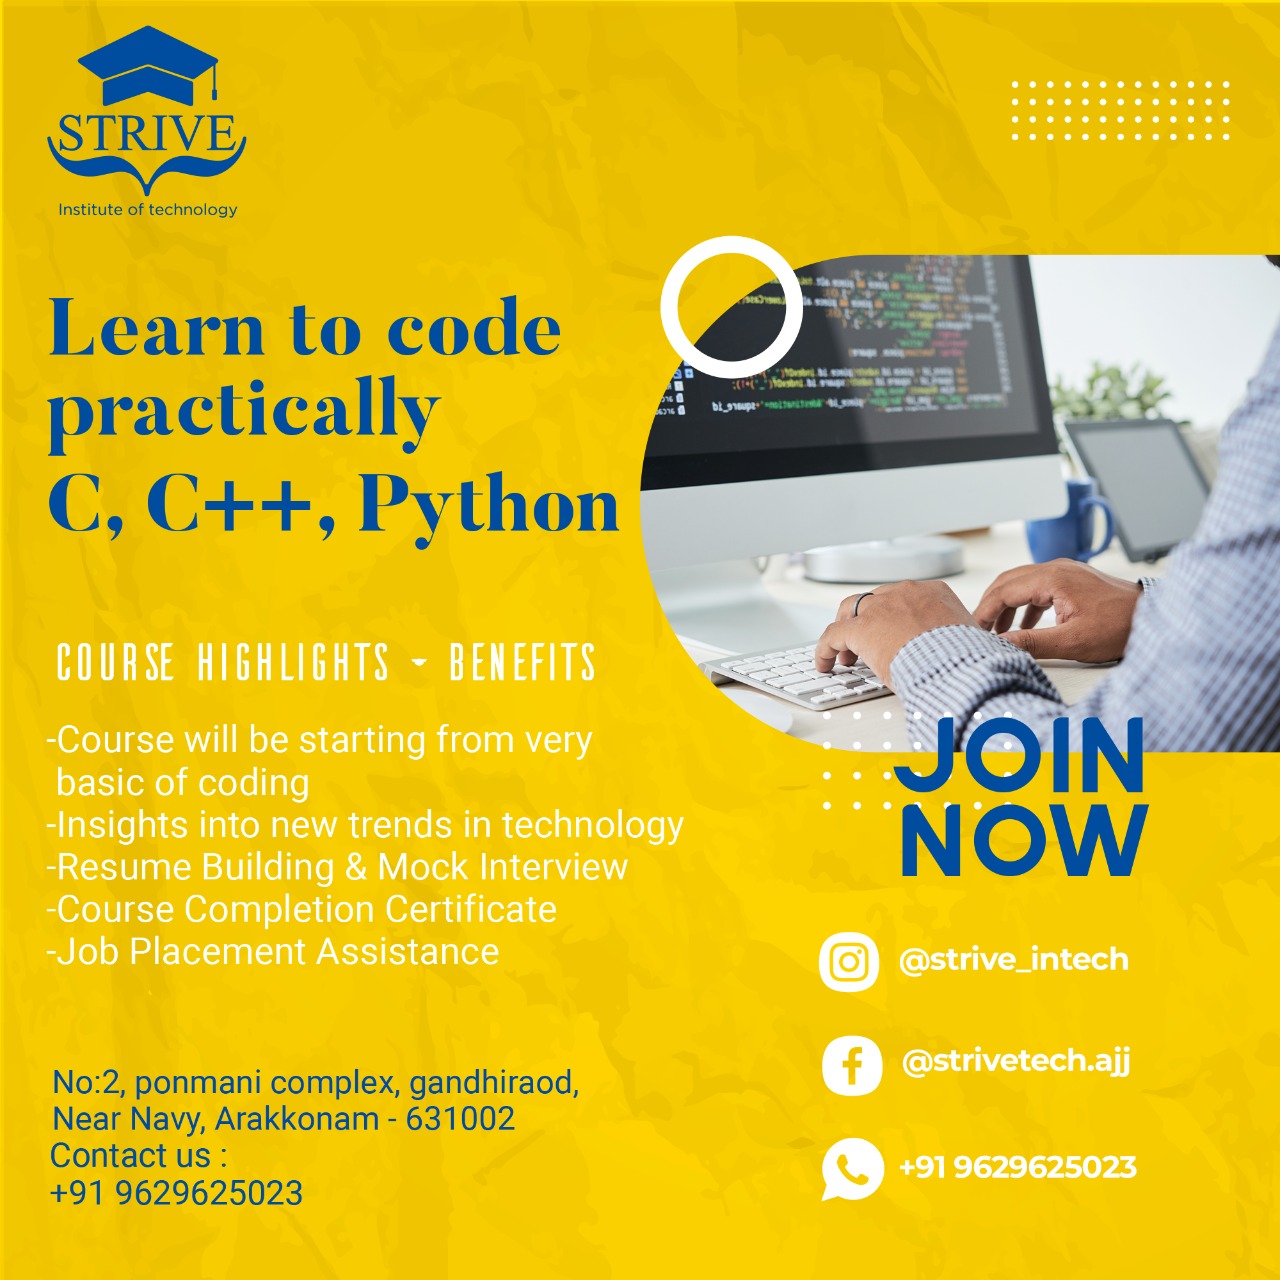 STRIVE
Institute of technology
Learn to code
practically
C, C++, Python
COURSE HIGHLIGHTS - BENEFITS
-Course will be starting from very
basic of coding
-Insights into new trends in technology
-Resume Building & Mock Interview
-Course Completion Certificate
-Job Placement Assistance
JOIN
NOW
@strive_intech
@strivetech.ajj
+91 9629625023
No:2, ponmani complex, gandhiraod,
Near Navy, Arakkonam - 631002
Contact us :
+91 9629625023